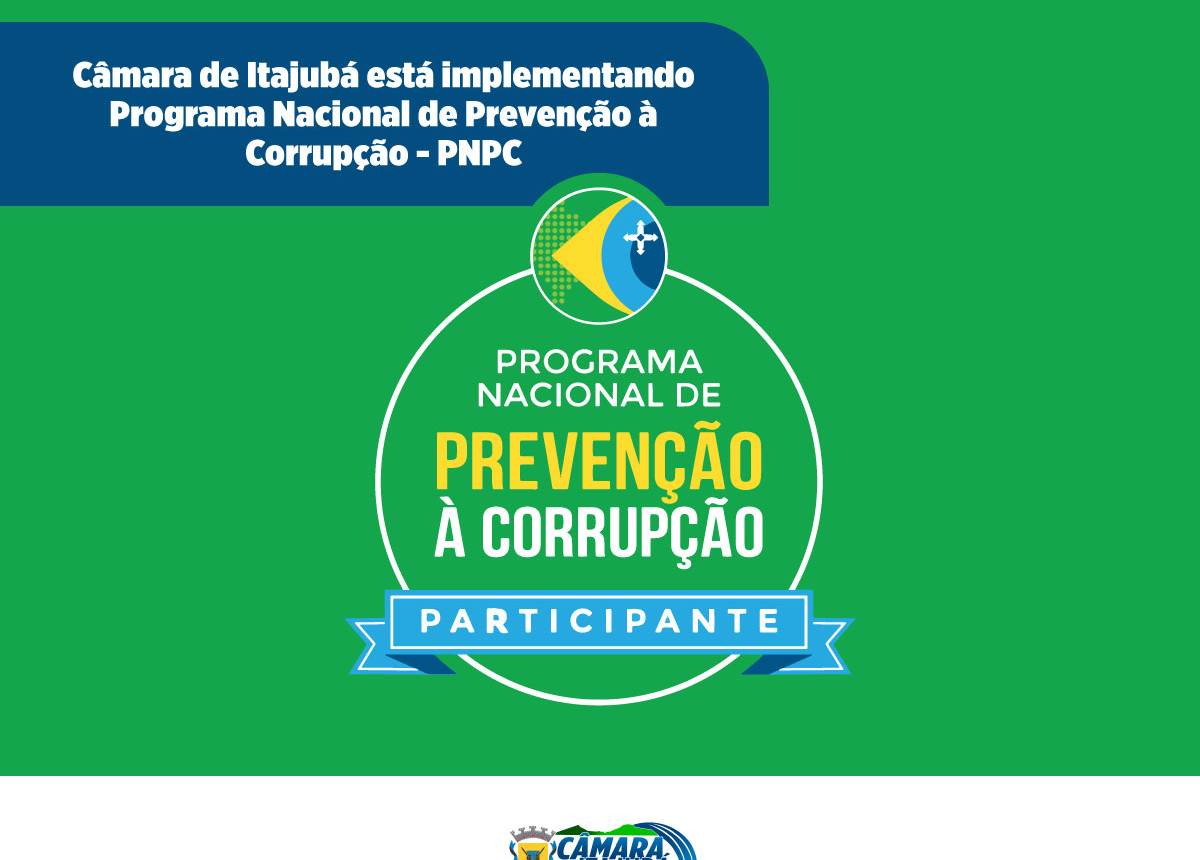 Câmara de Itajubá está implementando
Programa Nacional de Prevenção à
Corrupção - PNPC
PROGRAMA
NACIONAL DE
PREVENÇÃO
À CORRUPÇÃO
PARTICIPANTE
CÂMARA